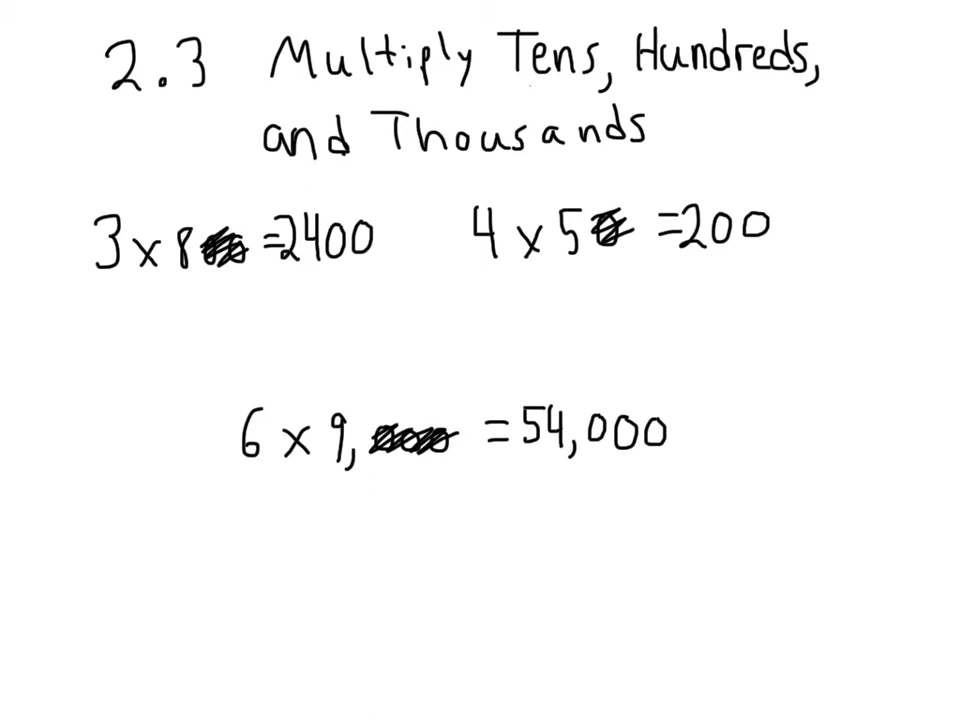 2.3 Multiply Tens, Hundreds,
and Thousands
3 x 8 =2400 4 x 5 =200
6 x 9, = 54,000